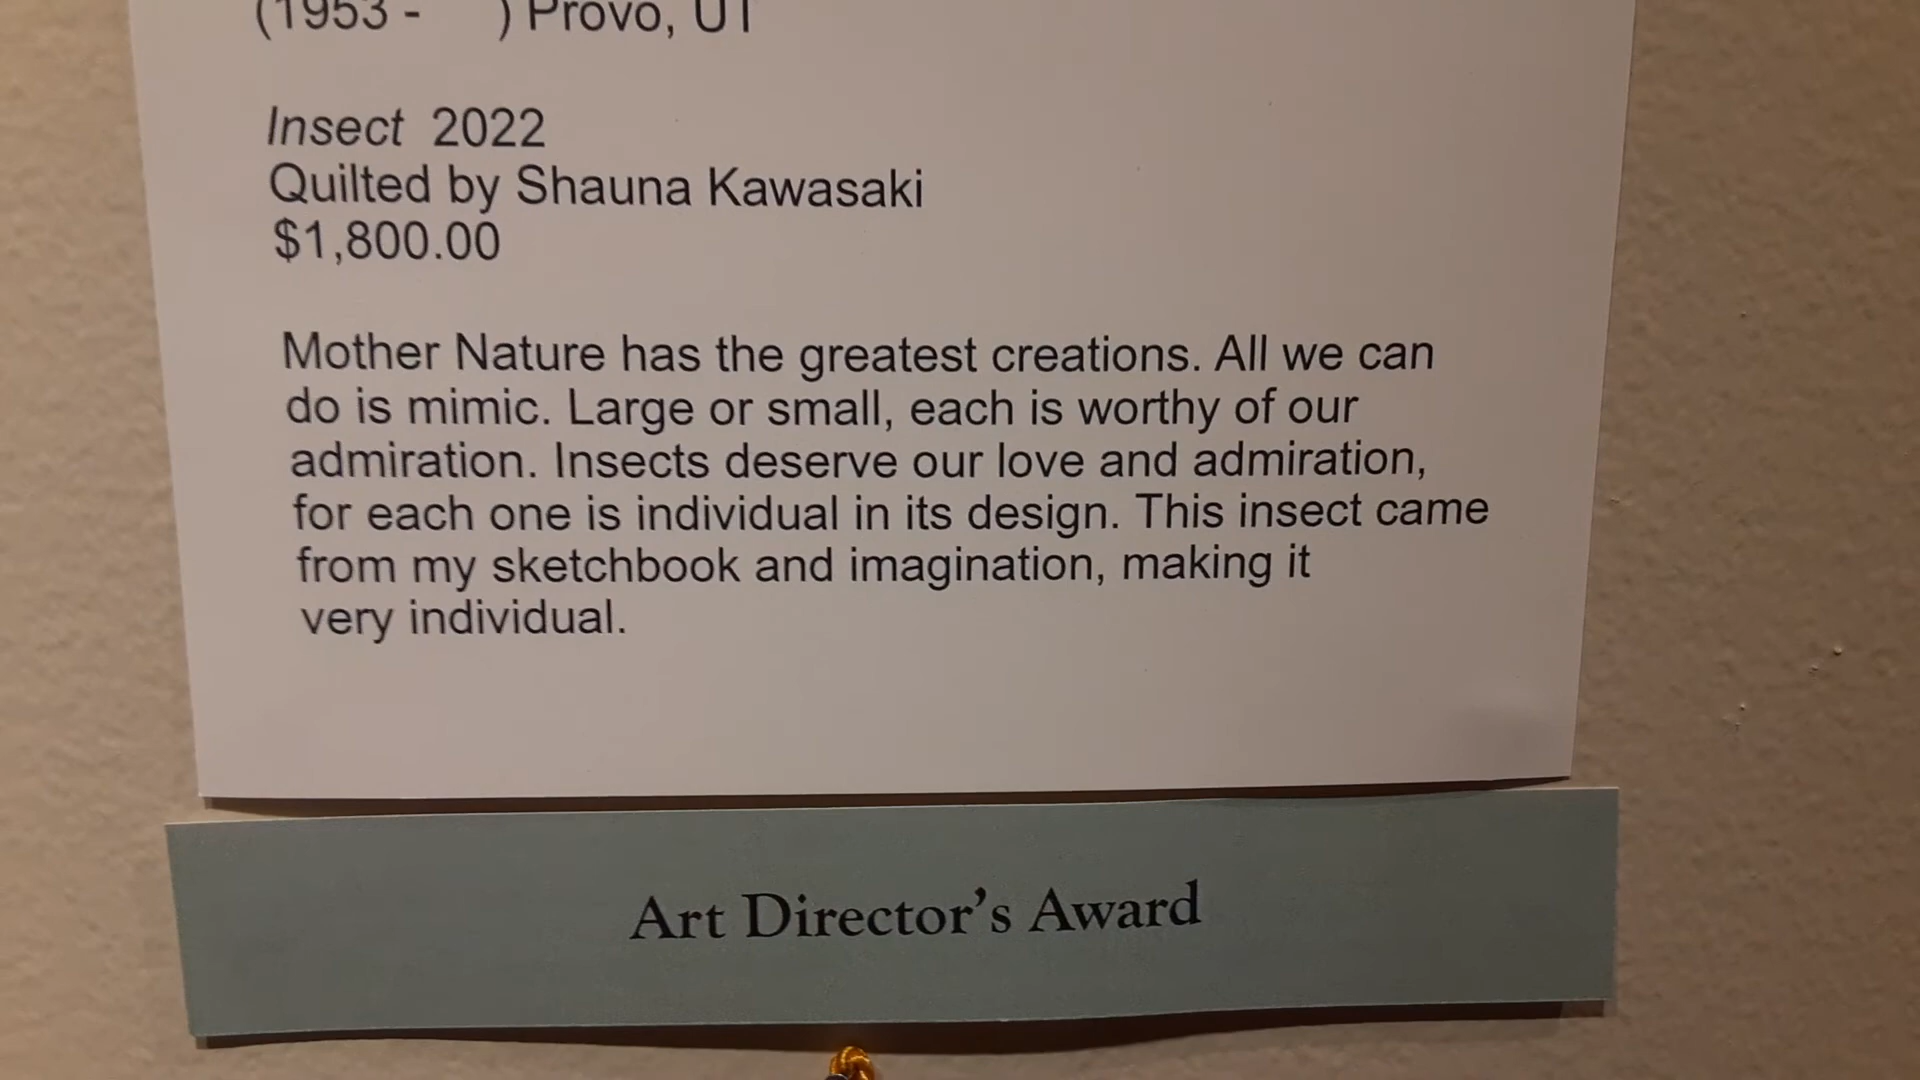 (1953 - ) Provo, UT
Insect 2022
Quilted by Shauna Kawasaki
$1,800.00
Mother Nature has the greatest creations. All we can
do is mimic. Large or small, each is worthy of our
admiration. Insects deserve our love and admiration,
for each one is individual in its design. This insect came
from my sketchbook and imagination, making it
very individual.
Art Director's Award